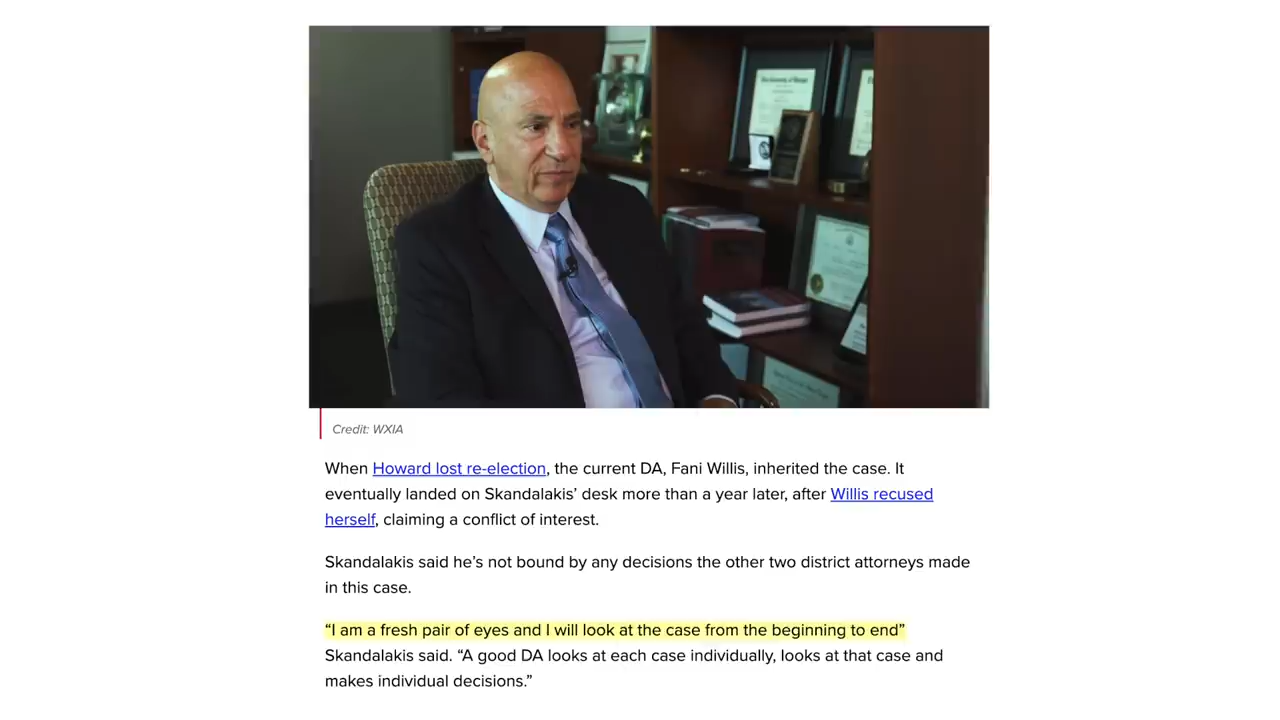 Credit: WXIA
When Howard lost re-election, the current DA, Fani Willis, inherited the case. It
eventually landed on Skandalakis’ desk more than a year later, after Willis recused
herself, claiming a conflict of interest.
Skandalakis said he’s not bound by any decisions the other two district attorneys made
in this case.
“I am a fresh pair of eyes and I will look at the case from the beginning to end”
Skandalakis said. “A good DA looks at each case individually, looks at that case and
makes individual decisions.”